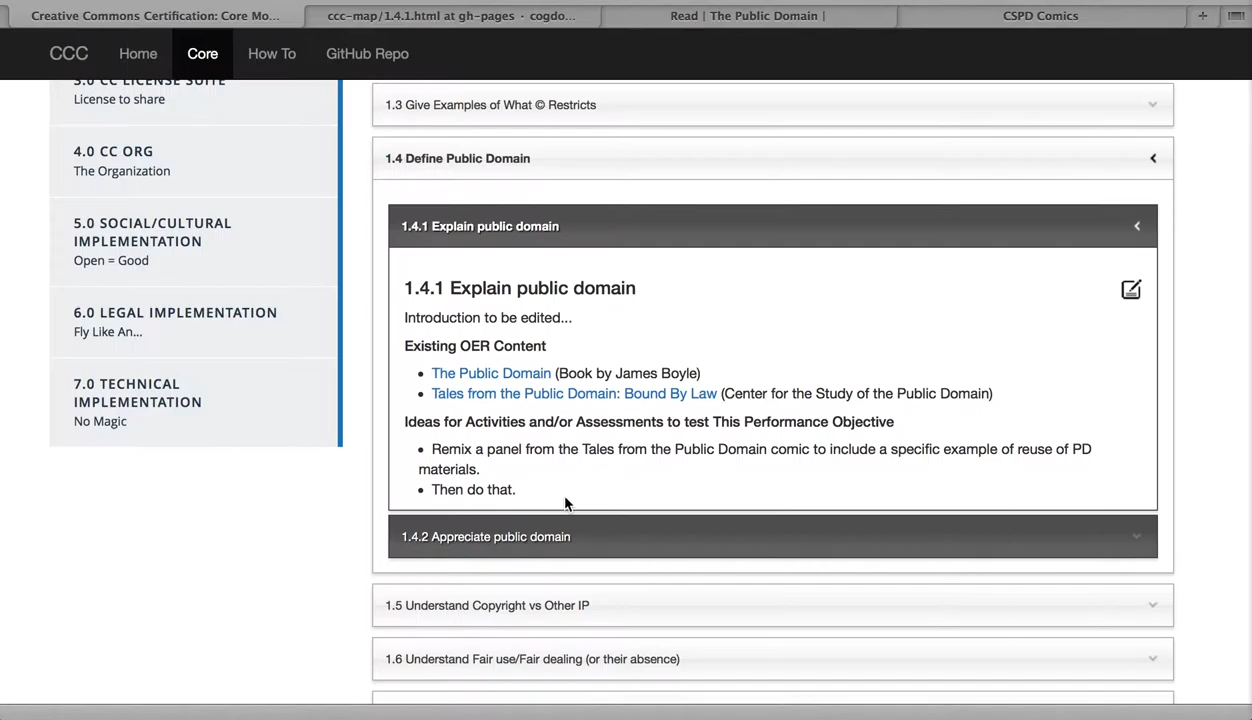 Creative Commons Certification: Core Mo...
ccc-map/1.4.1.html at gh-pages · cogdo...
Read | The Public Domain |
CSPD Comics
CCC
Home
Core
How To
GitHub Repo
3.0 CC LICENSE SUITE
License to share
4.0 CC ORG
The Organization
5.0 SOCIAL/CULTURAL
IMPLEMENTATION
Open = Good
6.0 LEGAL IMPLEMENTATION
Fly Like An...
7.0 TECHNICAL
IMPLEMENTATION
No Magic
1.3 Give Examples of What © Restricts
1.4 Define Public Domain
1.4.1 Explain public domain
1.4.1 Explain public domain
Introduction to be edited...
Existing OER Content
• The Public Domain (Book by James Boyle)
• Tales from the Public Domain: Bound By Law (Center for the Study of the Public Domain)
Ideas for Activities and/or Assessments to test This Performance Objective
• Remix a panel from the Tales from the Public Domain comic to include a specific example of reuse of PD
materials.
• Then do that.
1.4.2 Appreciate public domain
1.5 Understand Copyright vs Other IP
1.6 Understand Fair use/Fair dealing (or their absence)